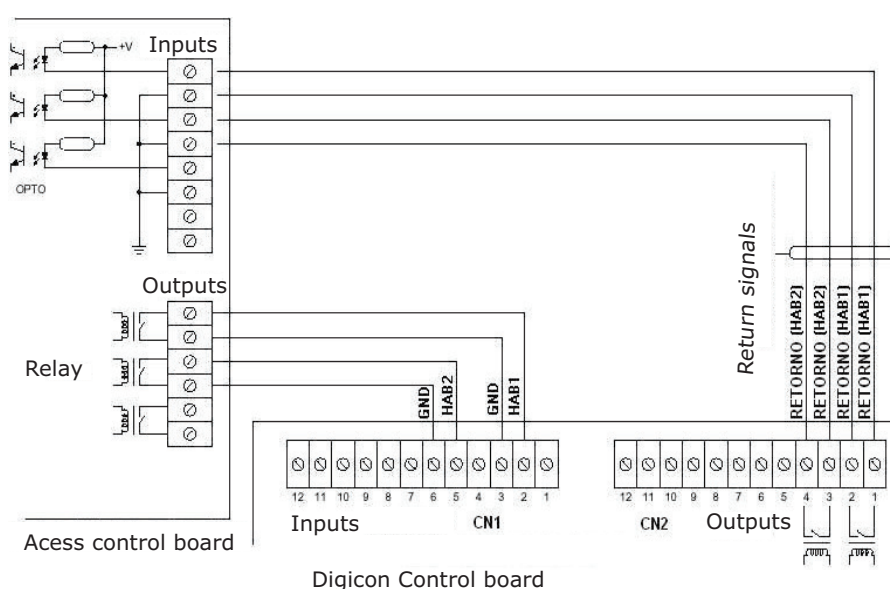 +V
Inputs
OPTO
Outputs
Relay
Return signals
RETORNO (HAB2)
RETORNO (HAB2)
RETORNO (HAB1)
RETORNO (HAB1)
GND
HAB2
GND
HAB1
12 11 10 9 8 7 6 5 4 3 2 1
12 11 10 9 8 7 6 5 4 3 2 1
Inputs
CN1
CN2
Outputs
Acess control board
Digicon Control board